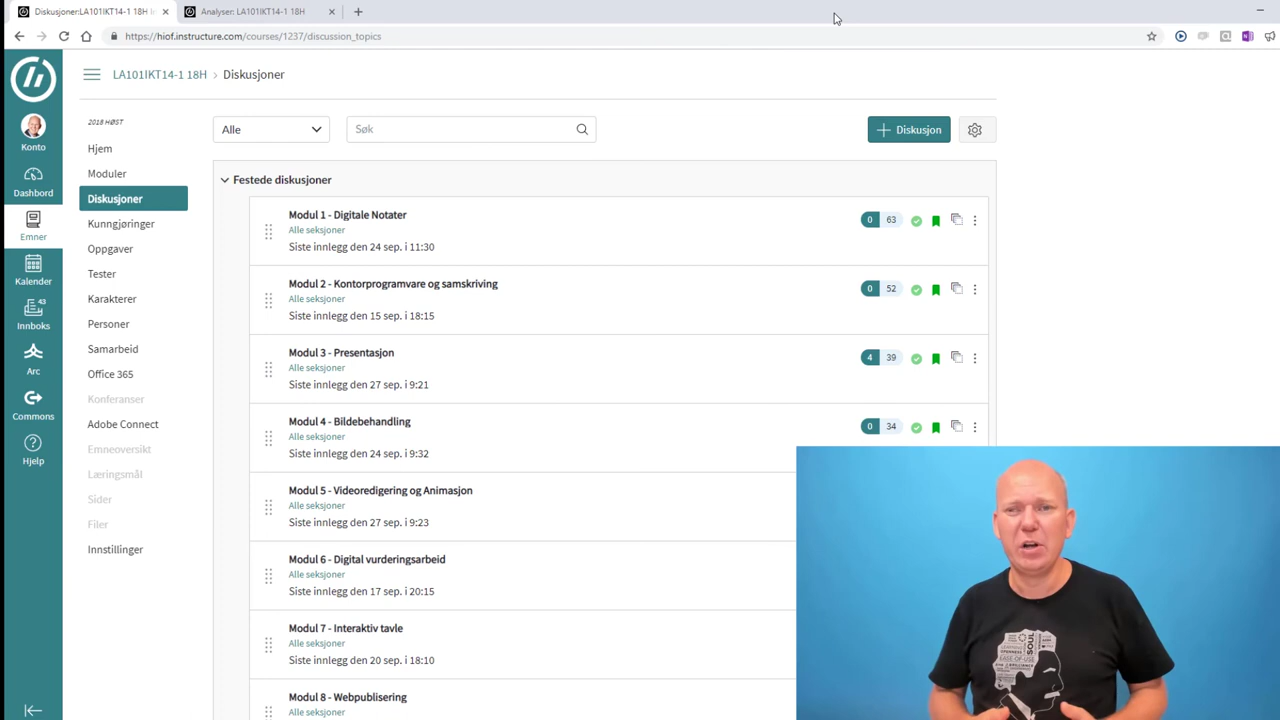 Diskusjoner:LA101IKT14-1 18H
Analyser: LA101IKT14-1 18H
https://hiof.instructure.com/courses/1237/discussion_topics
LA101IKT14-1 18H > Diskusjoner
Konto
Dashbord
Emner
Kalender
43
Innboks
Arc
Commons
Hjelp
2018 HØST
Hjem
Moduler
Diskusjoner
Kunngjøringer
Oppgaver
Tester
Karakterer
Personer
Samarbeid
Office 365
Konferanser
Adobe Connect
Emneoversikt
Læringsmål
Sider
Filer
Innstillinger
Alle
Søk
+ Diskusjon
Festede diskusjoner
Modul 1 - Digitale Notater
Alle seksjoner
Siste innlegg den 24 sep. i 11:30
0 63
Modul 2 - Kontorprogramvare og samskriving
Alle seksjoner
Siste innlegg den 15 sep. i 18:15
0 52
Modul 3 - Presentasjon
Alle seksjoner
Siste innlegg den 27 sep. i 9:21
4 39
Modul 4 - Bildebehandling
Alle seksjoner
Siste innlegg den 24 sep. i 9:32
0 34
Modul 5 - Videoredigering og Animasjon
Alle seksjoner
Siste innlegg den 27 sep. i 9:23
Modul 6 - Digital vurderingsarbeid
Alle seksjoner
Siste innlegg den 17 sep. i 20:15
Modul 7 - Interaktiv tavle
Alle seksjoner
Siste innlegg den 20 sep. i 18:10
Modul 8 - Webpublisering
Alle seksjoner
SOUL
EASE-OF-USE